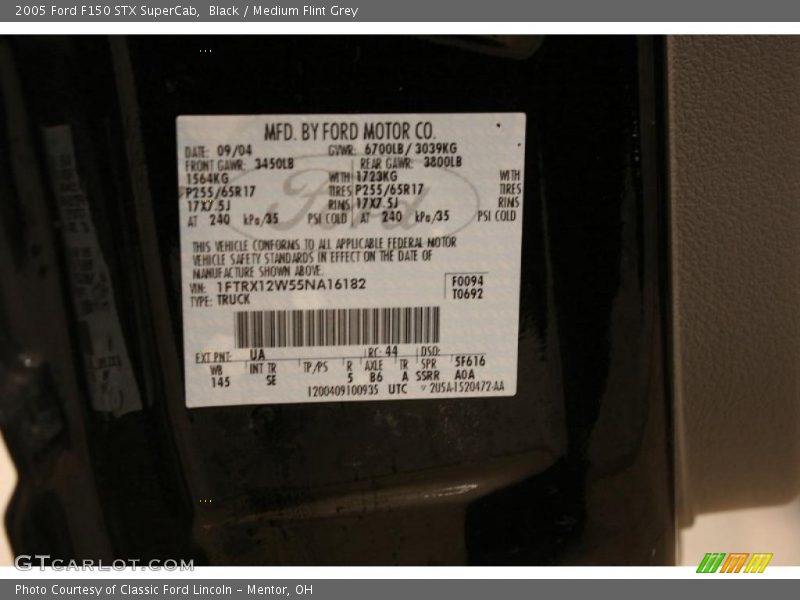 2005 Ford F150 STX SuperCab, Black / Medium Flint Grey
MFD. BY FORD MOTOR CO.
DATE: 09/04 GVWR: 6700LB/ 3039KG
FRONT GAWR: 3450LB REAR GAWR: 3800LB
1564KG WITH 1723KG WITH
P255/65R17 TIRES P255/65R17 TIRES
17X7.5J RIMS 17X7.5J RIMS
AT 240 kPa/35 PSI COLD AT 240 kPa/35 PSI COLD
Ford
THIS VEHICLE CONFORMS TO ALL APPLICABLE FEDERAL MOTOR
VEHICLE SAFETY STANDARDS IN EFFECT ON THE DATE OF
MANUFACTURE SHOWN ABOVE.
VIN: 1FTRX12W55NA16182 F0094
TYPE: TRUCK T0692
EXT PNT: UA RC: 44 DSO:
WB INT TR TP/PS R AXLE TR SPR 5F616
145 SE 5 B6 A SSRR AOA
1200409100935 UTC 2U5A-1520472-AA
GTCARLOT.COM
Photo Courtesy of Classic Ford Lincoln - Mentor, OH